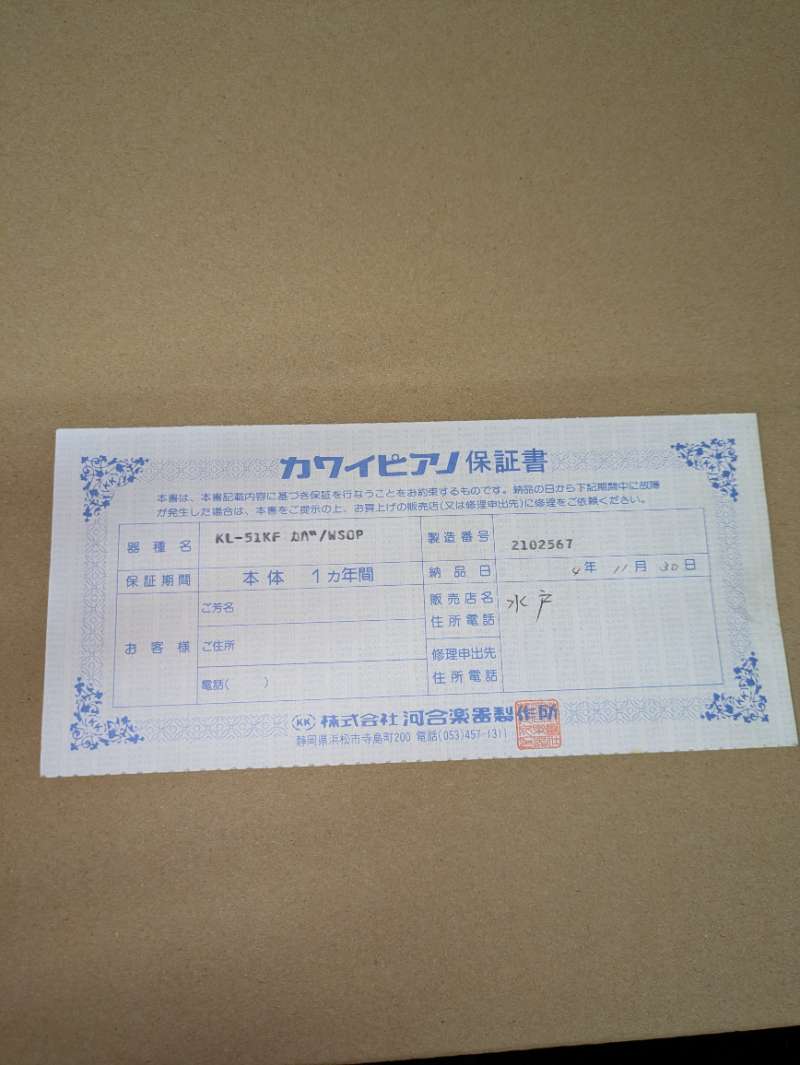 カワイピアノ 保証書
本書は、本書記載内容に基づき保証を行なうことをお約束するものです。納品の日から下記期間中に故障
が発生した場合は、本書をご提示の上、お買上げの販売店(又は修理申出先)に修理をご依頼ください。
器種名 KL-51KF カバ/WSOP 製造番号 2102567
保証期間 本体 1ヵ年間 納品日 4年 11月 30日
お客様 ご芳名 販売店名 水戸
ご住所 住所電話
電話( ) 修理申出先
住所電話
KK 株式会社 河合楽器製作所
静岡県浜松市寺島町200 電話(053)457-1311